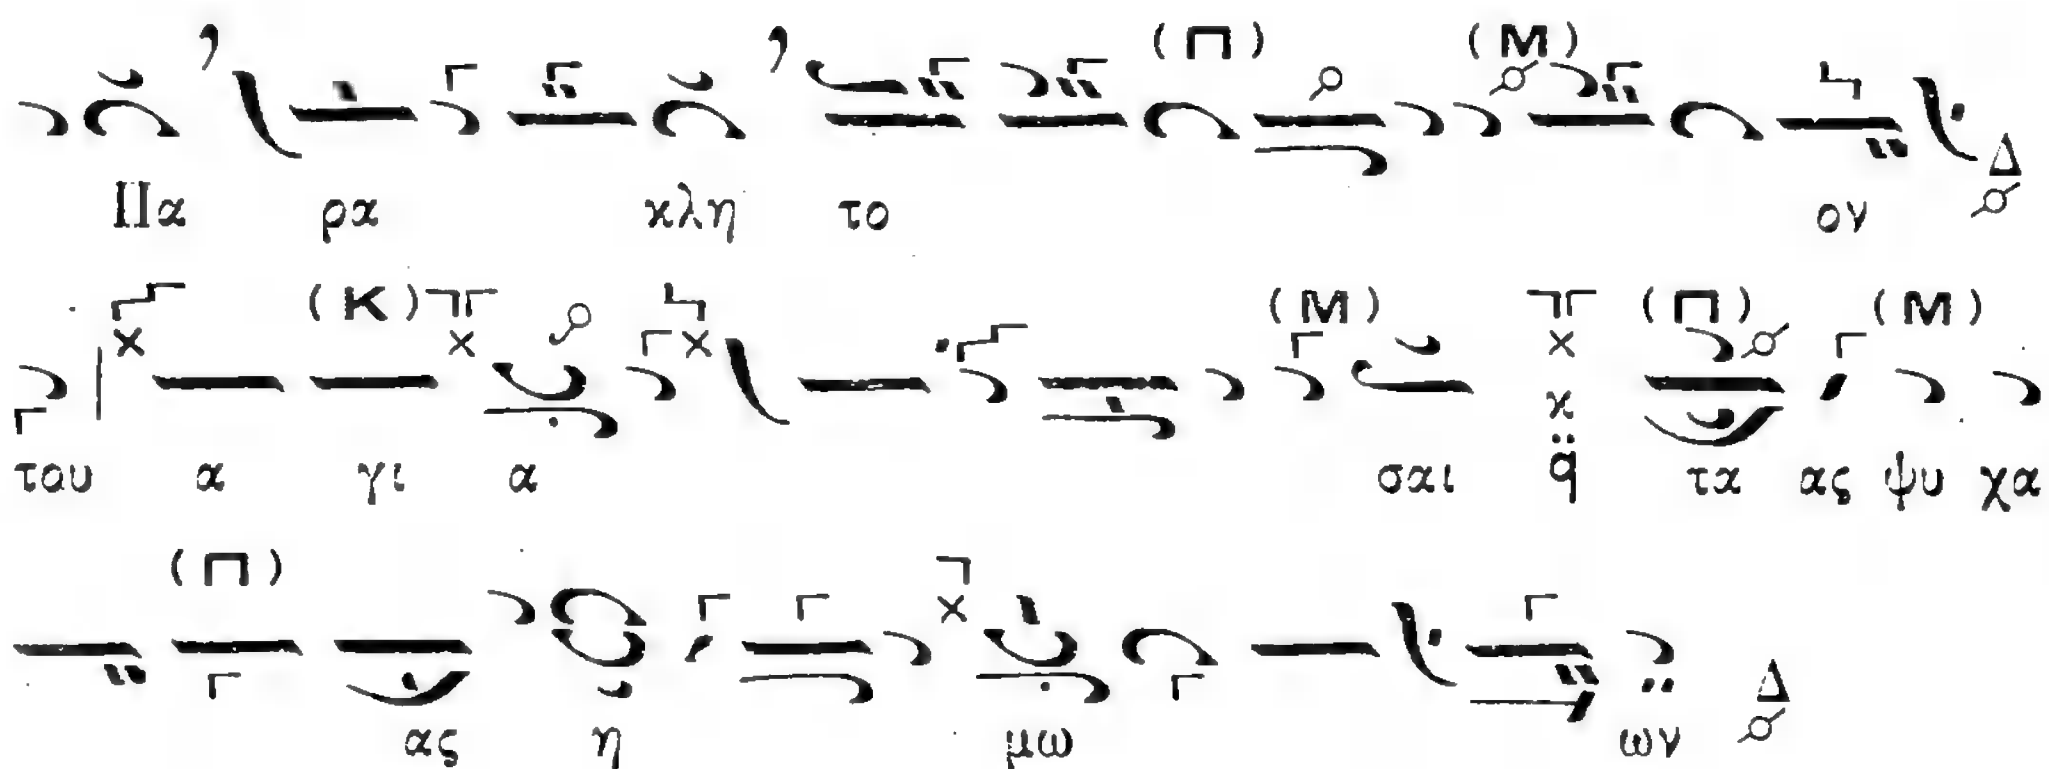 (Π) (Μ)
Πα ρα κλη το ον Δ
(Κ) (Μ) (Π) (Μ)
του α γι α σαι κ q τα ας ψυ χα
(Π)
ας η μω ων Δ